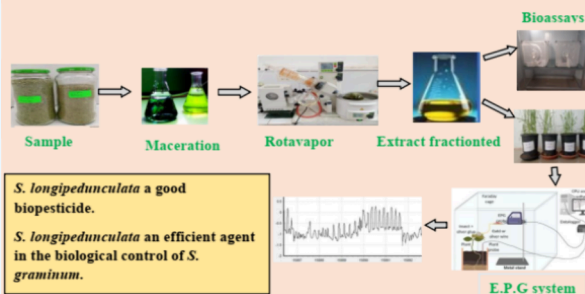 Bioassays
Sample
Maceration
Rotavapor
Extract fractionted
S. longipedunculata a good
biopesticide.
S. longipedunculata an efficient agent
in the biological control of S.
graminum.
E.P.G system